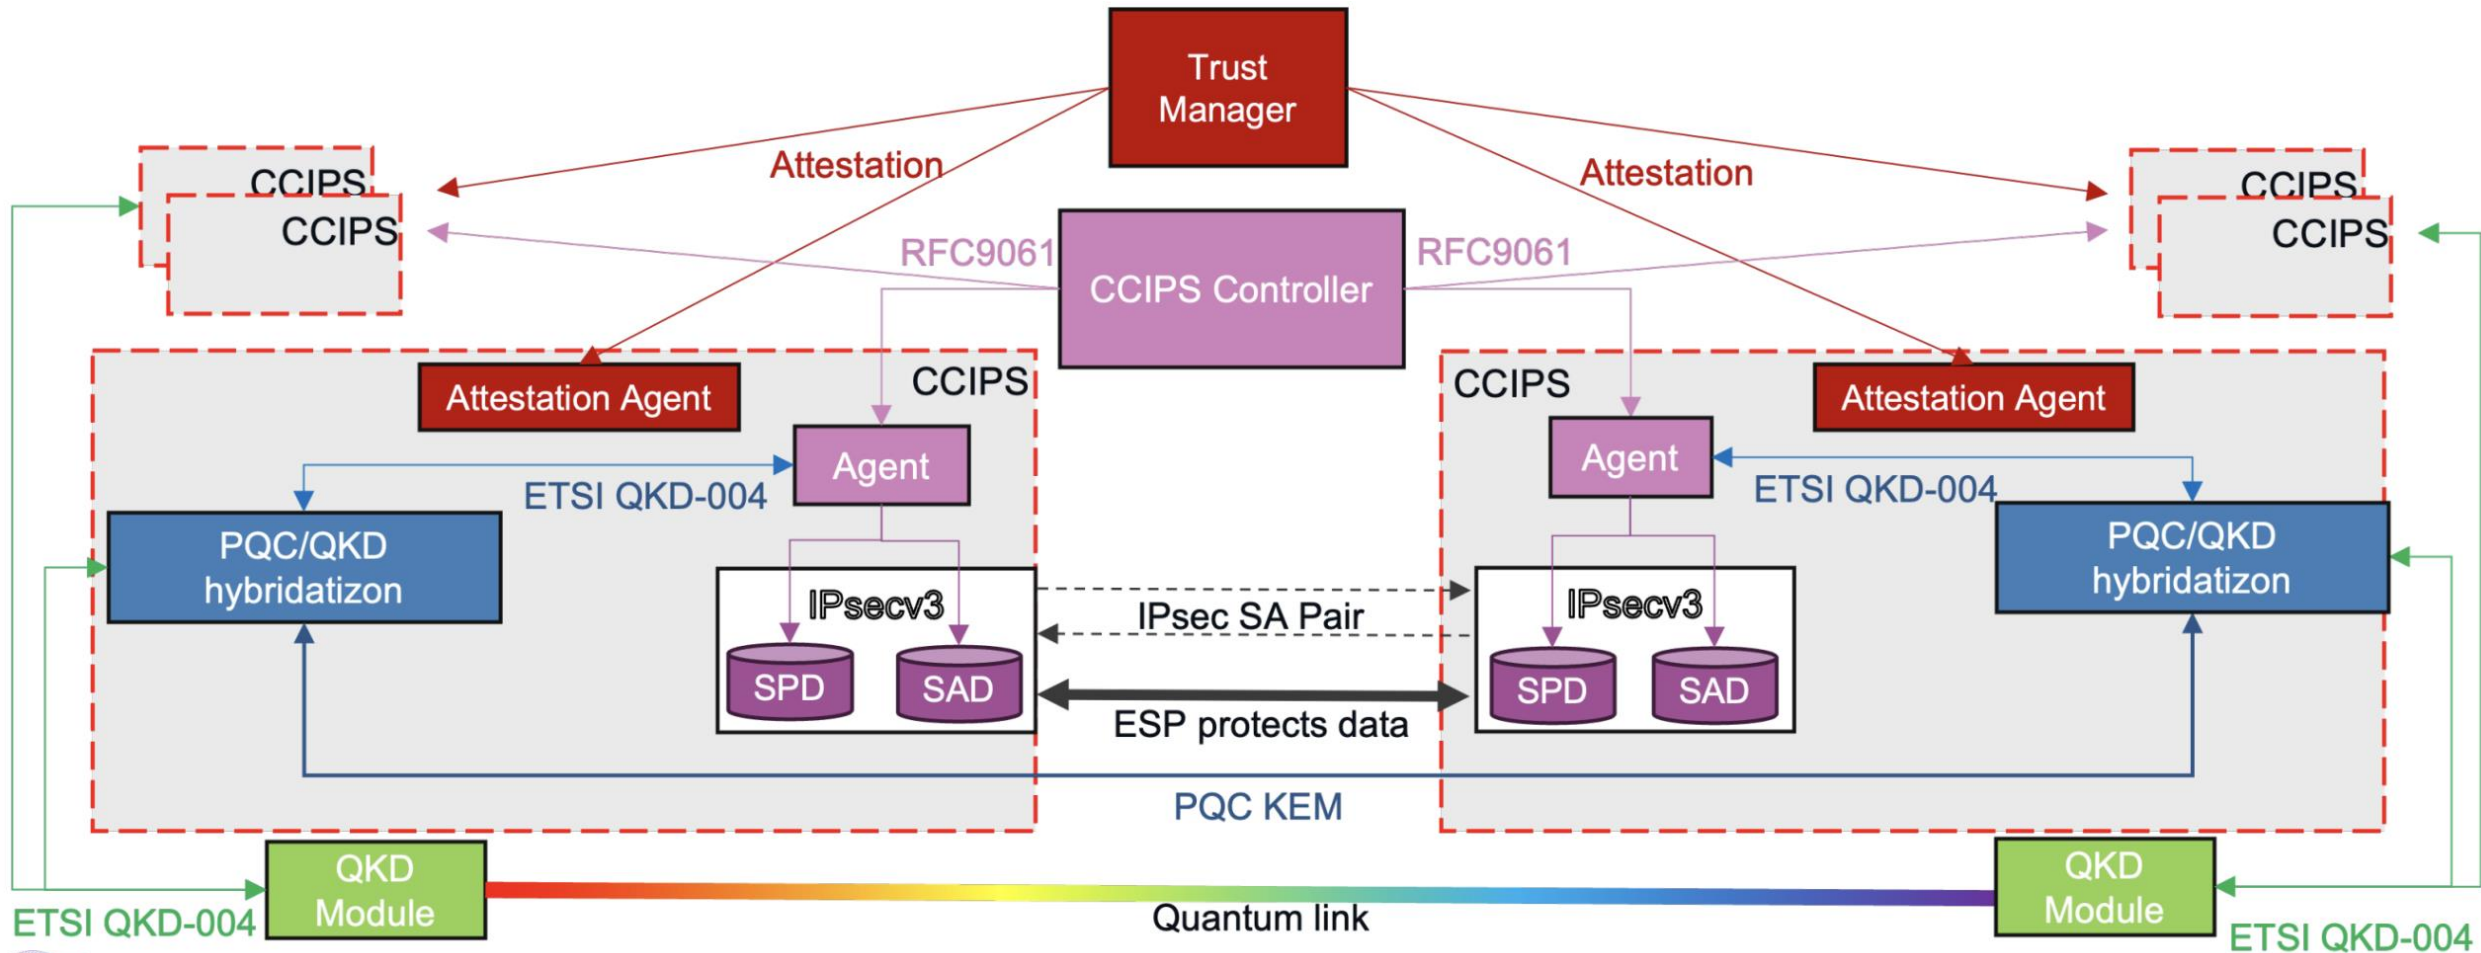 Trust
Manager
Attestation
Attestation
CCIPS
CCIPS
CCIPS
CCIPS
RFC9061
RFC9061
CCIPS Controller
Attestation Agent
CCIPS
CCIPS
Attestation Agent
Agent
Agent
ETSI QKD-004
ETSI QKD-004
PQC/QKD
hybridatizon
PQC/QKD
hybridatizon
IPsecv3
IPsec SA Pair
IPsecv3
SPD
SAD
SPD
SAD
ESP protects data
PQC KEM
QKD
Module
QKD
Module
Quantum link
ETSI QKD-004
ETSI QKD-004